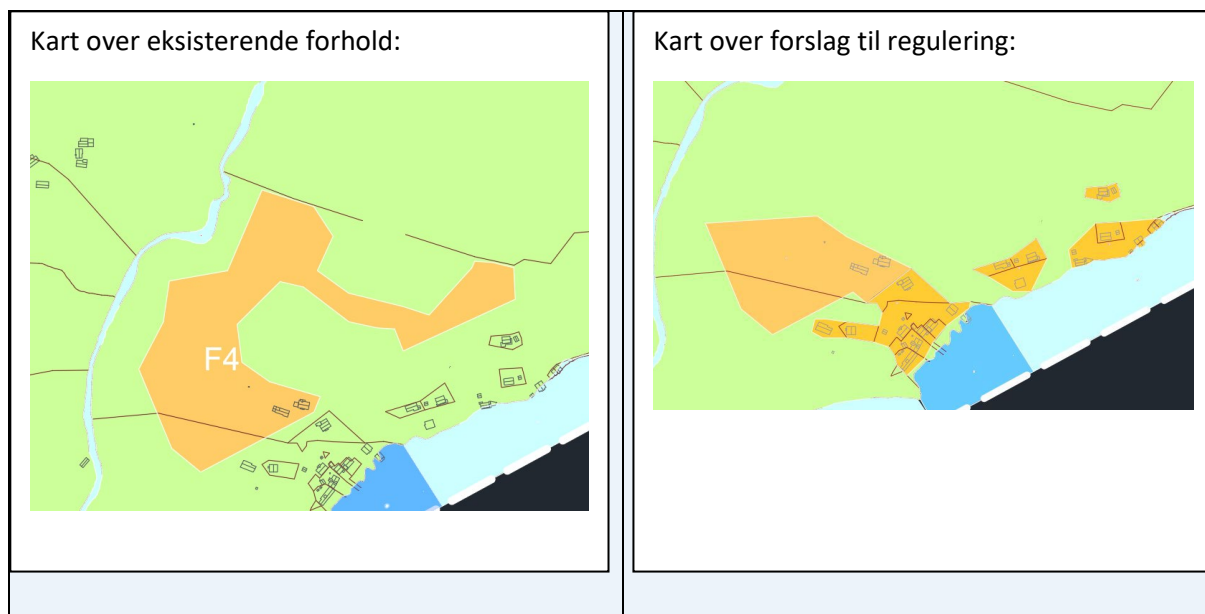 Kart over eksisterende forhold:
F4
Kart over forslag til regulering: